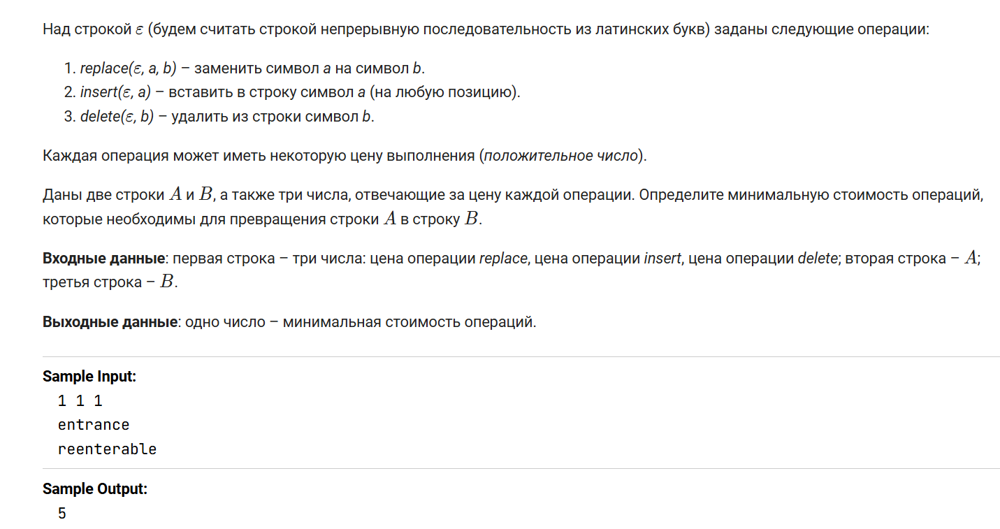 Над строкой ε (будем считать строкой непрерывную последовательность из латинских букв) заданы следующие операции:
1. replace(ε, a, b) – заменить символ a на символ b.
2. insert(ε, a) – вставить в строку символ a (на любую позицию).
3. delete(ε, b) – удалить из строки символ b.
Каждая операция может иметь некоторую цену выполнения (положительное число).
Даны две строки A и B, а также три числа, отвечающие за цену каждой операции. Определите минимальную стоимость операций,
которые необходимы для превращения строки A в строку B.
Входные данные: первая строка – три числа: цена операции replace, цена операции insert, цена операции delete; вторая строка – A;
третья строка – B.
Выходные данные: одно число – минимальная стоимость операций.
Sample Input:
1 1 1
entrance
reenterable
Sample Output:
5